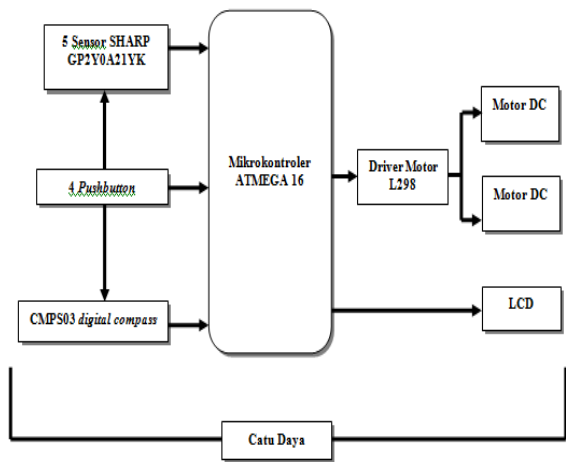 5 Sensor SHARP
GP2Y0A21YK
4 Pushbutton
CMPS03 digital compass
Mikrokontroler
ATMEGA 16
Driver Motor
L298
Motor DC
Motor DC
LCD
Catu Daya